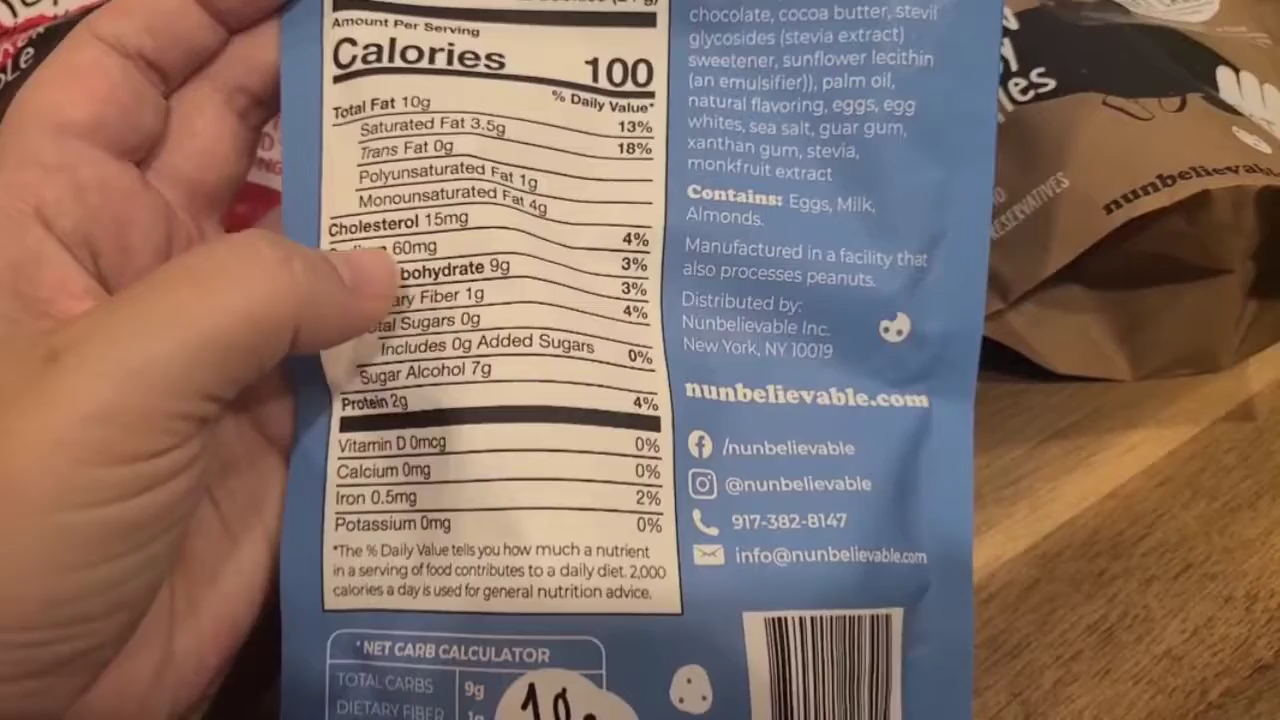 Amount Per Serving
Calories 100
% Daily Value*
Total Fat 10g 13%
Saturated Fat 3.5g 18%
Trans Fat 0g
Polyunsaturated Fat 1g
Monounsaturated Fat 4g
Cholesterol 15mg 4%
60mg 3%
bohydrate 9g 3%
ary Fiber 1g 4%
tal Sugars 0g
Includes 0g Added Sugars 0%
Sugar Alcohol 7g
Protein 2g 4%
Vitamin D 0mcg 0%
Calcium 0mg 0%
Iron 0.5mg 2%
Potassium 0mg 0%
*The % Daily Value tells you how much a nutrient
in a serving of food contributes to a daily diet. 2,000
calories a day is used for general nutrition advice.
*NET CARB CALCULATOR
TOTAL CARBS 9g
DIETARY FIBER 1g
chocolate, cocoa butter, stevil
glycosides (stevia extract)
sweetener, sunflower lecithin
(an emulsifier)), palm oil,
natural flavoring, eggs, egg
whites, sea salt, guar gum,
xanthan gum, stevia,
monkfruit extract
Contains: Eggs, Milk,
Almonds.
Manufactured in a facility that
also processes peanuts.
Distributed by:
Nunbelievable Inc.
New York, NY 10019
nunbelievable.com
/nunbelievable
@nunbelievable
917-382-8147
info@nunbelievable.com
nunbelievabl